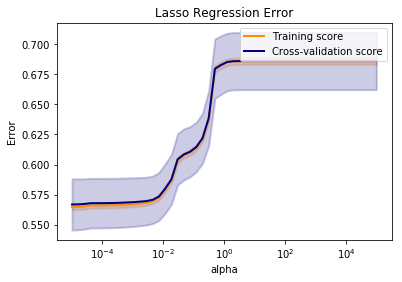 Lasso Regression Error
Training score
Cross-validation score
0.700
0.675
0.650
0.625
0.600
0.575
0.550
Error
10⁻⁴
10⁻²
10⁰
10²
10⁴
alpha